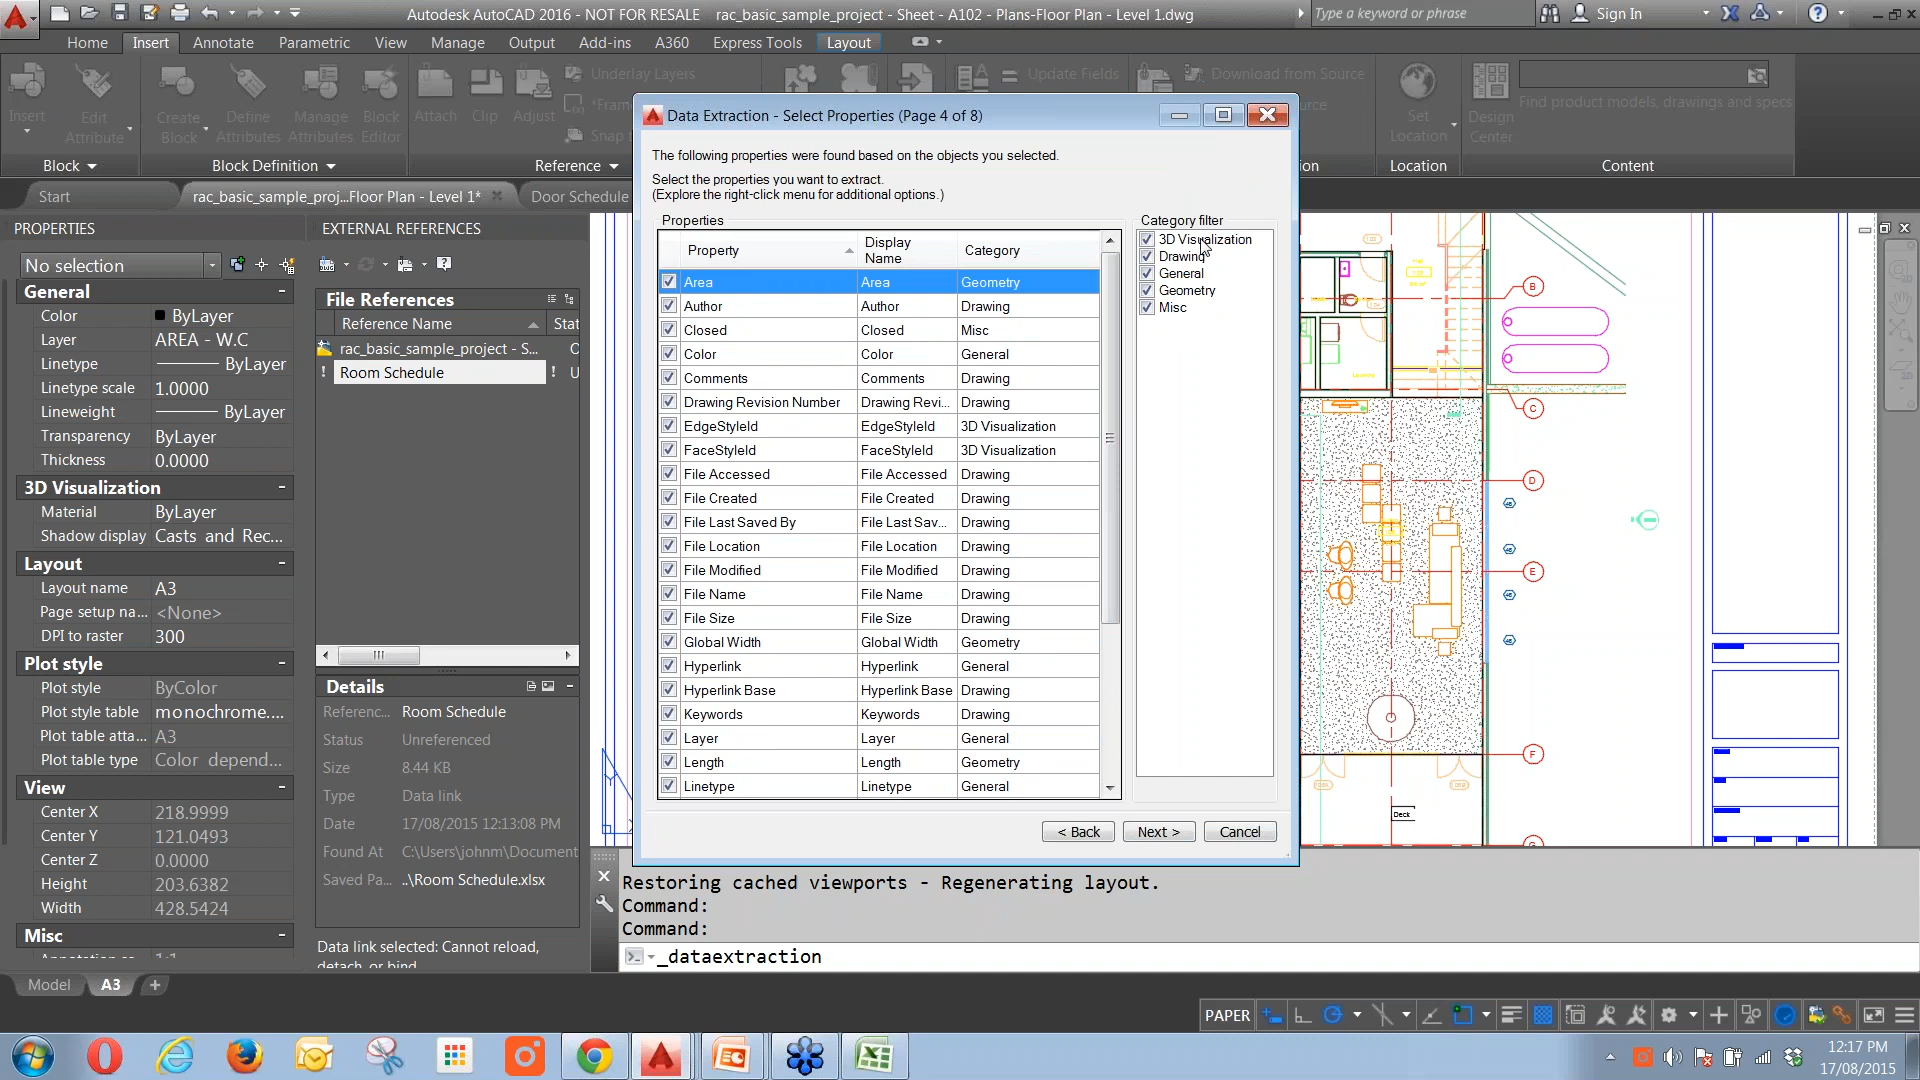 Autodesk AutoCAD 2016 - NOT FOR RESALE rac_basic_sample_project - Sheet - A102 - Plans-Floor Plan - Level 1.dwg
Type a keyword or phrase
Sign In
Home Insert Annotate Parametric View Manage Output Add-ins A360 Express Tools Layout
Insert
Edit Attribute
Create Block
Define Attributes
Manage Attributes
Block Editor
Attach
Clip
Adjust
Underlay Layers
*Fram
Snap
Update Fields
Download from Source
Set Location
Design Center
Find product models, drawings and specs
Block
Block Definition
Reference
Location
Content
Start
rac_basic_sample_proj...Floor Plan - Level 1*
Door Schedule
PROPERTIES
No selection
General
Color ByLayer
Layer AREA - W.C
Linetype ByLayer
Linetype scale 1.0000
Lineweight ByLayer
Transparency ByLayer
Thickness 0.0000
3D Visualization
Material ByLayer
Shadow display Casts and Rec...
Layout
Layout name A3
Page setup na... <None>
DPI to raster 300
Plot style
Plot style ByColor
Plot style table monochrome....
Plot table atta... A3
Plot table type Color depend...
View
Center X 218.9999
Center Y 121.0493
Center Z 0.0000
Height 203.6382
Width 428.5424
Misc
EXTERNAL REFERENCES
File References
Reference Name Stat
rac_basic_sample_project - S... O
! Room Schedule ! U
Details
Referenc... Room Schedule
Status Unreferenced
Size 8.44 KB
Type Data link
Date 17/08/2015 12:13:08 PM
Found At C:\Users\johnm\Document
Saved Pa... ..\Room Schedule.xlsx
Data link selected: Cannot reload,
detach, or bind.
Data Extraction - Select Properties (Page 4 of 8)
The following properties were found based on the objects you selected.
Select the properties you want to extract.
(Explore the right-click menu for additional options.)
Properties
Property Display Name Category
Area Area Geometry
Author Author Drawing
Closed Closed Misc
Color Color General
Comments Comments Drawing
Drawing Revision Number Drawing Revi... Drawing
EdgeStyleId EdgeStyleId 3D Visualization
FaceStyleId FaceStyleId 3D Visualization
File Accessed File Accessed Drawing
File Created File Created Drawing
File Last Saved By File Last Sav... Drawing
File Location File Location Drawing
File Modified File Modified Drawing
File Name File Name Drawing
File Size File Size Drawing
Global Width Global Width Geometry
Hyperlink Hyperlink General
Hyperlink Base Hyperlink Base Drawing
Keywords Keywords Drawing
Layer Layer General
Length Length Geometry
Linetype Linetype General
Category filter
3D Visualization
Drawing
General
Geometry
Misc
< Back
Next >
Cancel
B
C
D
E
F
Deck
Restoring cached viewports - Regenerating layout.
Command:
Command:
_dataextraction
Model A3 +
PAPER
12:17 PM
17/08/2015